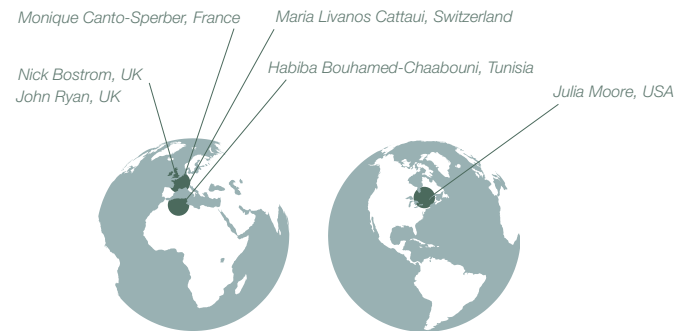 Monique Canto-Sperber, France
Maria Livanos Cattaui, Switzerland
Nick Bostrom, UK
John Ryan, UK
Habiba Bouhamed-Chaabouni, Tunisia
Julia Moore, USA